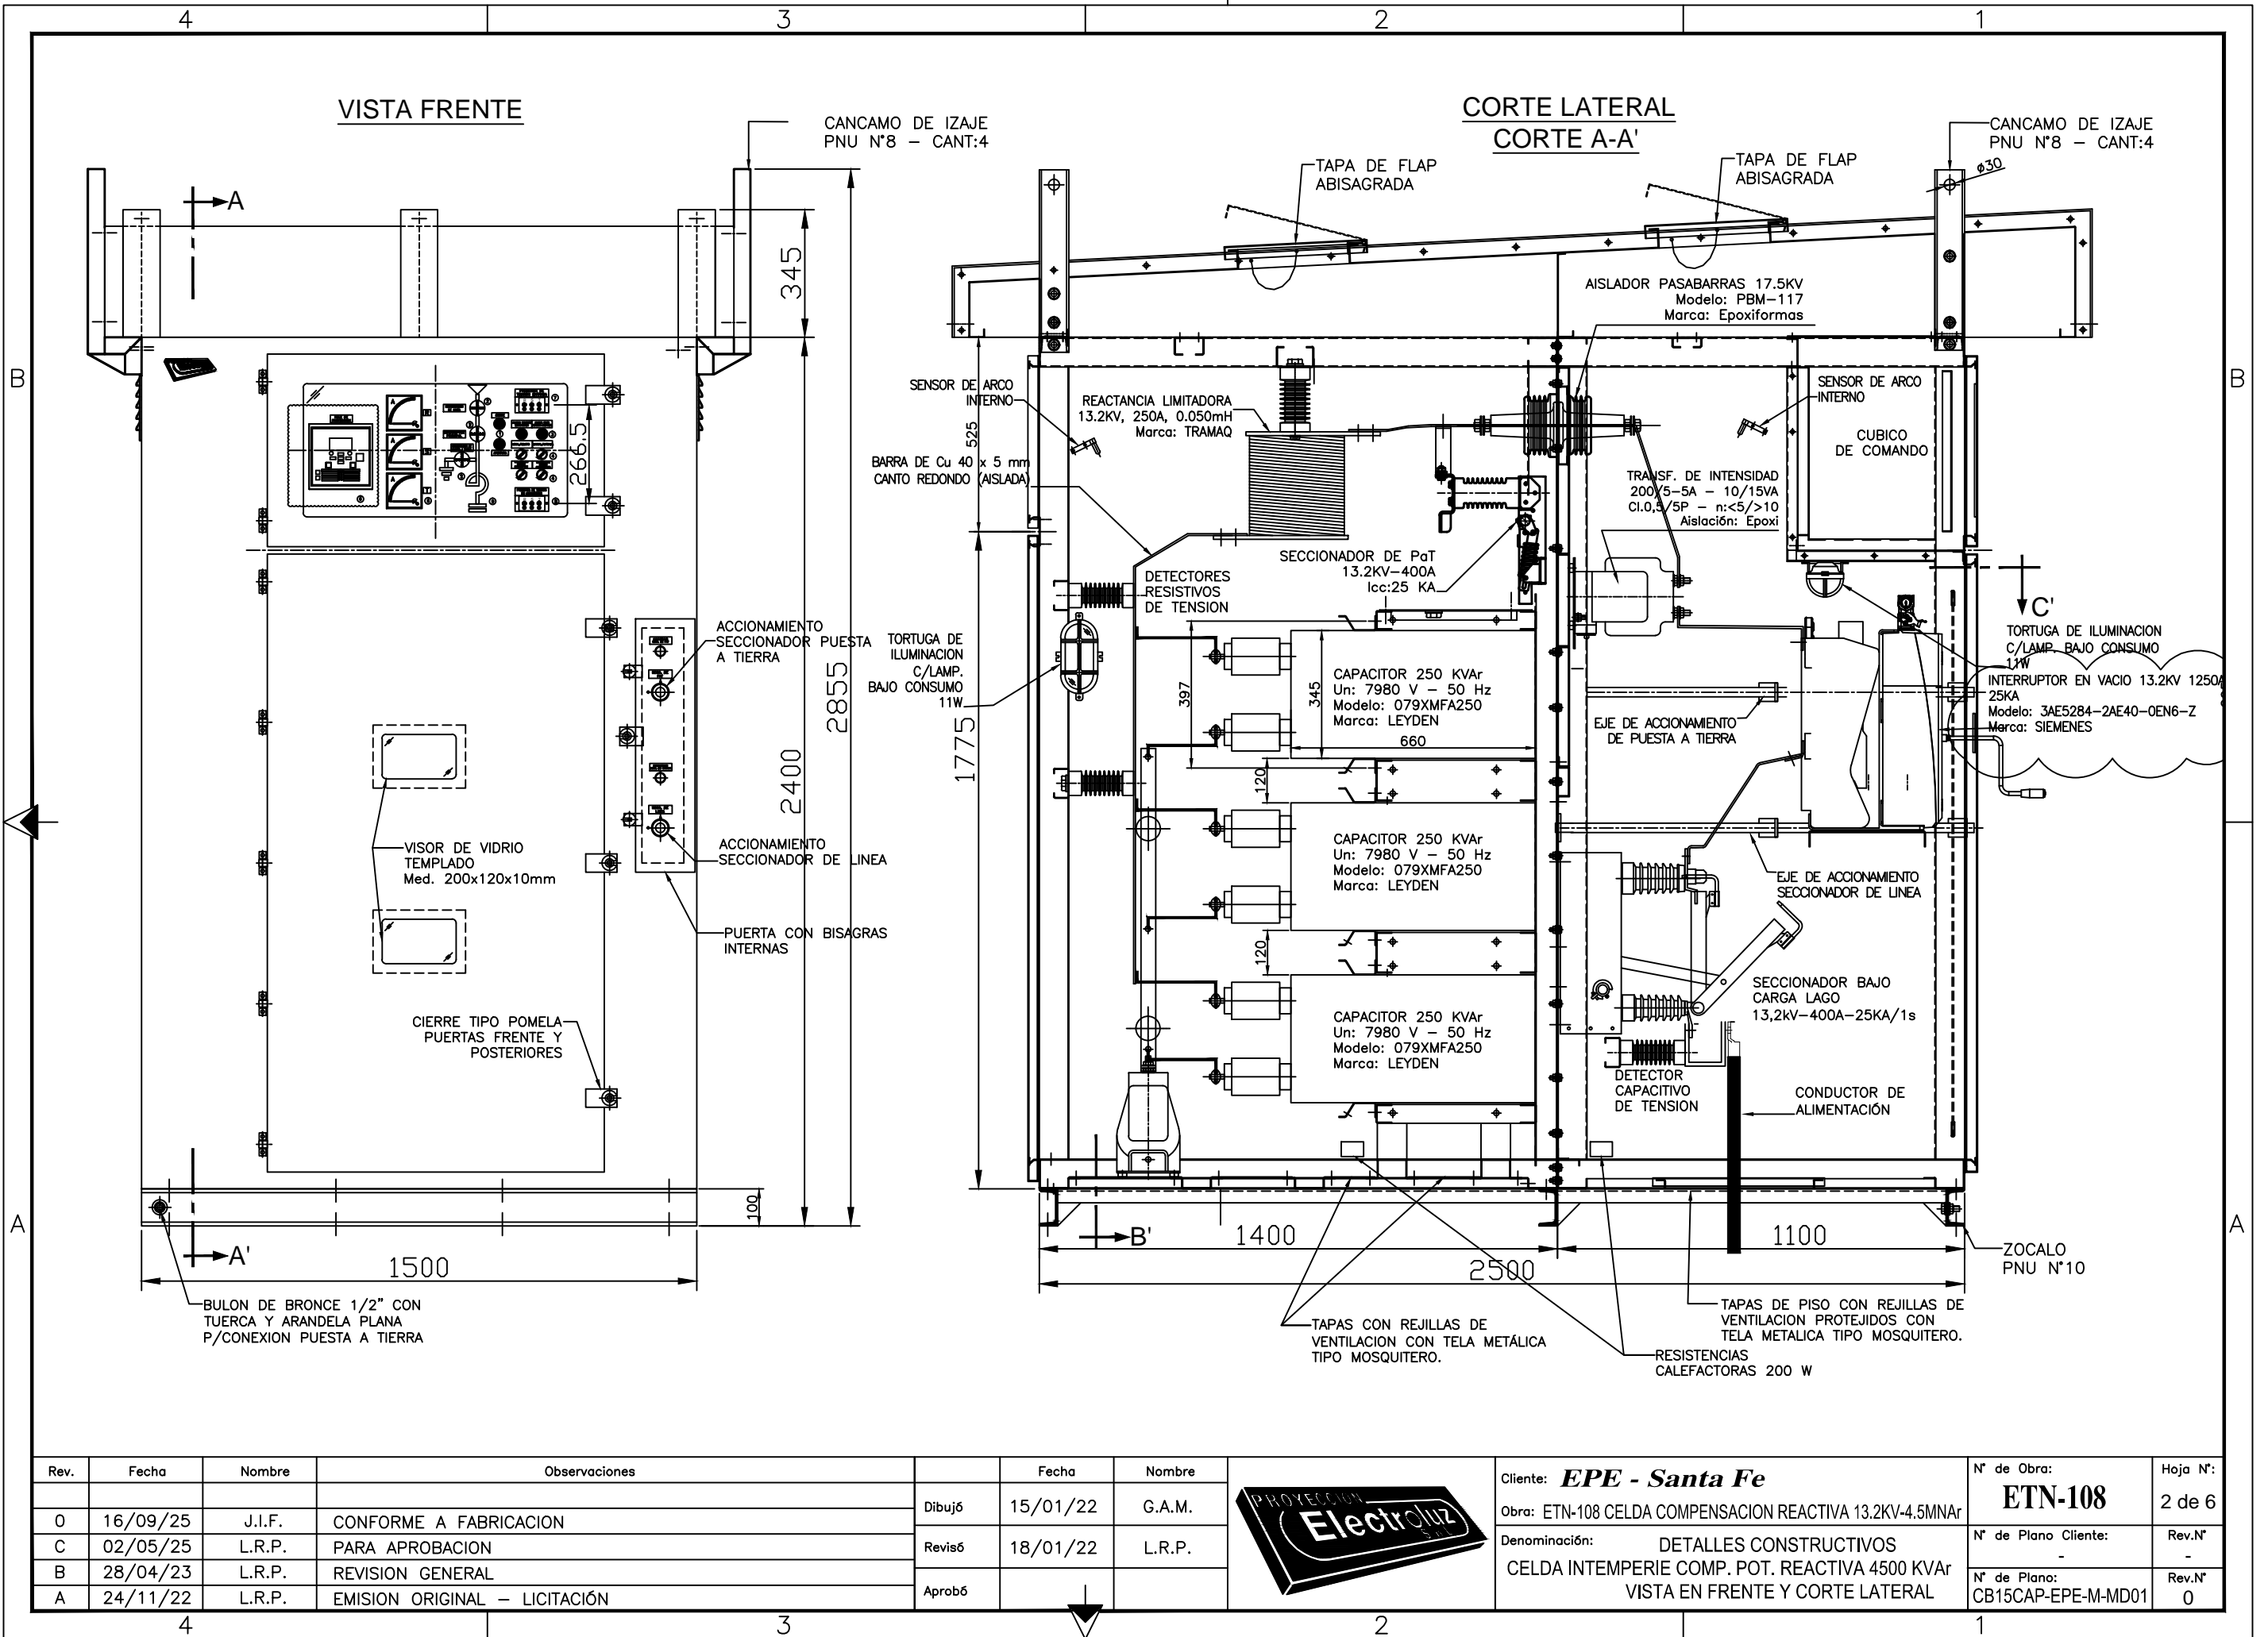 4
3
2
1
B
A
B
A
VISTA FRENTE
CANCAMO DE IZAJE
PNU N°8 – CANT:4
A
345
266.5
2855
2400
ACCIONAMIENTO
SECCIONADOR PUESTA
A TIERRA
VISOR DE VIDRIO
TEMPLADO
Med. 200x120x10mm
ACCIONAMIENTO
SECCIONADOR DE LINEA
PUERTA CON BISAGRAS
INTERNAS
CIERRE TIPO POMELA
PUERTAS FRENTE Y
POSTERIORES
100
A'
1500
BULON DE BRONCE 1/2" CON
TUERCA Y ARANDELA PLANA
P/CONEXION PUESTA A TIERRA
CORTE LATERAL
CORTE A-A'
TAPA DE FLAP
ABISAGRADA
TAPA DE FLAP
ABISAGRADA
CANCAMO DE IZAJE
PNU N°8 – CANT:4
ø30
AISLADOR PASABARRAS 17.5KV
Modelo: PBM–117
Marca: Epoxiformas
SENSOR DE ARCO
INTERNO
REACTANCIA LIMITADORA
13.2KV, 250A, 0.050mH
Marca: TRAMAQ
SENSOR DE ARCO
INTERNO
CUBICO
DE COMANDO
525
BARRA DE Cu 40 x 5 mm
CANTO REDONDO (AISLADA)
TRANSF. DE INTENSIDAD
200/5–5A – 10/15VA
Cl.0,5/5P – n:<5/>10
Aislación: Epoxi
SECCIONADOR DE PaT
13.2KV–400A
Icc:25 KA
DETECTORES
RESISTIVOS
DE TENSION
C'
TORTUGA DE ILUMINACION
C/LAMP. BAJO CONSUMO
11W
TORTUGA DE
ILUMINACION
C/LAMP.
BAJO CONSUMO
11W
INTERRUPTOR EN VACIO 13.2KV 1250A
25KA
Modelo: 3AE5284–2AE40–0EN6–Z
Marca: SIEMENES
397
345
CAPACITOR 250 KVAr
Un: 7980 V – 50 Hz
Modelo: 079XMFA250
Marca: LEYDEN
660
EJE DE ACCIONAMIENTO
DE PUESTA A TIERRA
1775
120
CAPACITOR 250 KVAr
Un: 7980 V – 50 Hz
Modelo: 079XMFA250
Marca: LEYDEN
EJE DE ACCIONAMIENTO
SECCIONADOR DE LINEA
120
SECCIONADOR BAJO
CARGA LAGO
13,2kV–400A–25KA/1s
CAPACITOR 250 KVAr
Un: 7980 V – 50 Hz
Modelo: 079XMFA250
Marca: LEYDEN
DETECTOR
CAPACITIVO
DE TENSION
CONDUCTOR DE
ALIMENTACIÓN
B'
1400
1100
2500
ZOCALO
PNU N°10
TAPAS CON REJILLAS DE
VENTILACION CON TELA METÁLICA
TIPO MOSQUITERO.
RESISTENCIAS
CALEFACTORAS 200 W
TAPAS DE PISO CON REJILLAS DE
VENTILACION PROTEJIDOS CON
TELA METALICA TIPO MOSQUITERO.
Rev. Fecha Nombre Observaciones
0 16/09/25 J.I.F. CONFORME A FABRICACION
C 02/05/25 L.R.P. PARA APROBACION
B 28/04/23 L.R.P. REVISION GENERAL
A 24/11/22 L.R.P. EMISION ORIGINAL – LICITACIÓN
Fecha Nombre
Dibujó 15/01/22 G.A.M.
Revisó 18/01/22 L.R.P.
Aprobó
PROYECCION
Electroluz
S.R.L.
Cliente: EPE - Santa Fe
Obra: ETN-108 CELDA COMPENSACION REACTIVA 13.2KV-4.5MNAr
Denominación: DETALLES CONSTRUCTIVOS
CELDA INTEMPERIE COMP. POT. REACTIVA 4500 KVAr
VISTA EN FRENTE Y CORTE LATERAL
N° de Obra:
ETN-108
Hoja N°:
2 de 6
N° de Plano Cliente:
-
Rev.N°
-
N° de Plano:
CB15CAP-EPE-M-MD01
Rev.N°
0
4
3
2
1